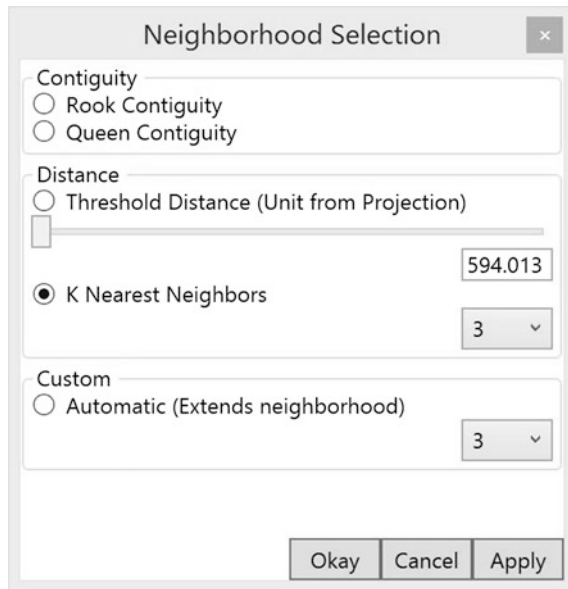 Neighborhood Selection
×
Contiguity
Rook Contiguity
Queen Contiguity
Distance
Threshold Distance (Unit from Projection)
594.013
K Nearest Neighbors
3
Custom
Automatic (Extends neighborhood)
3
Okay Cancel Apply